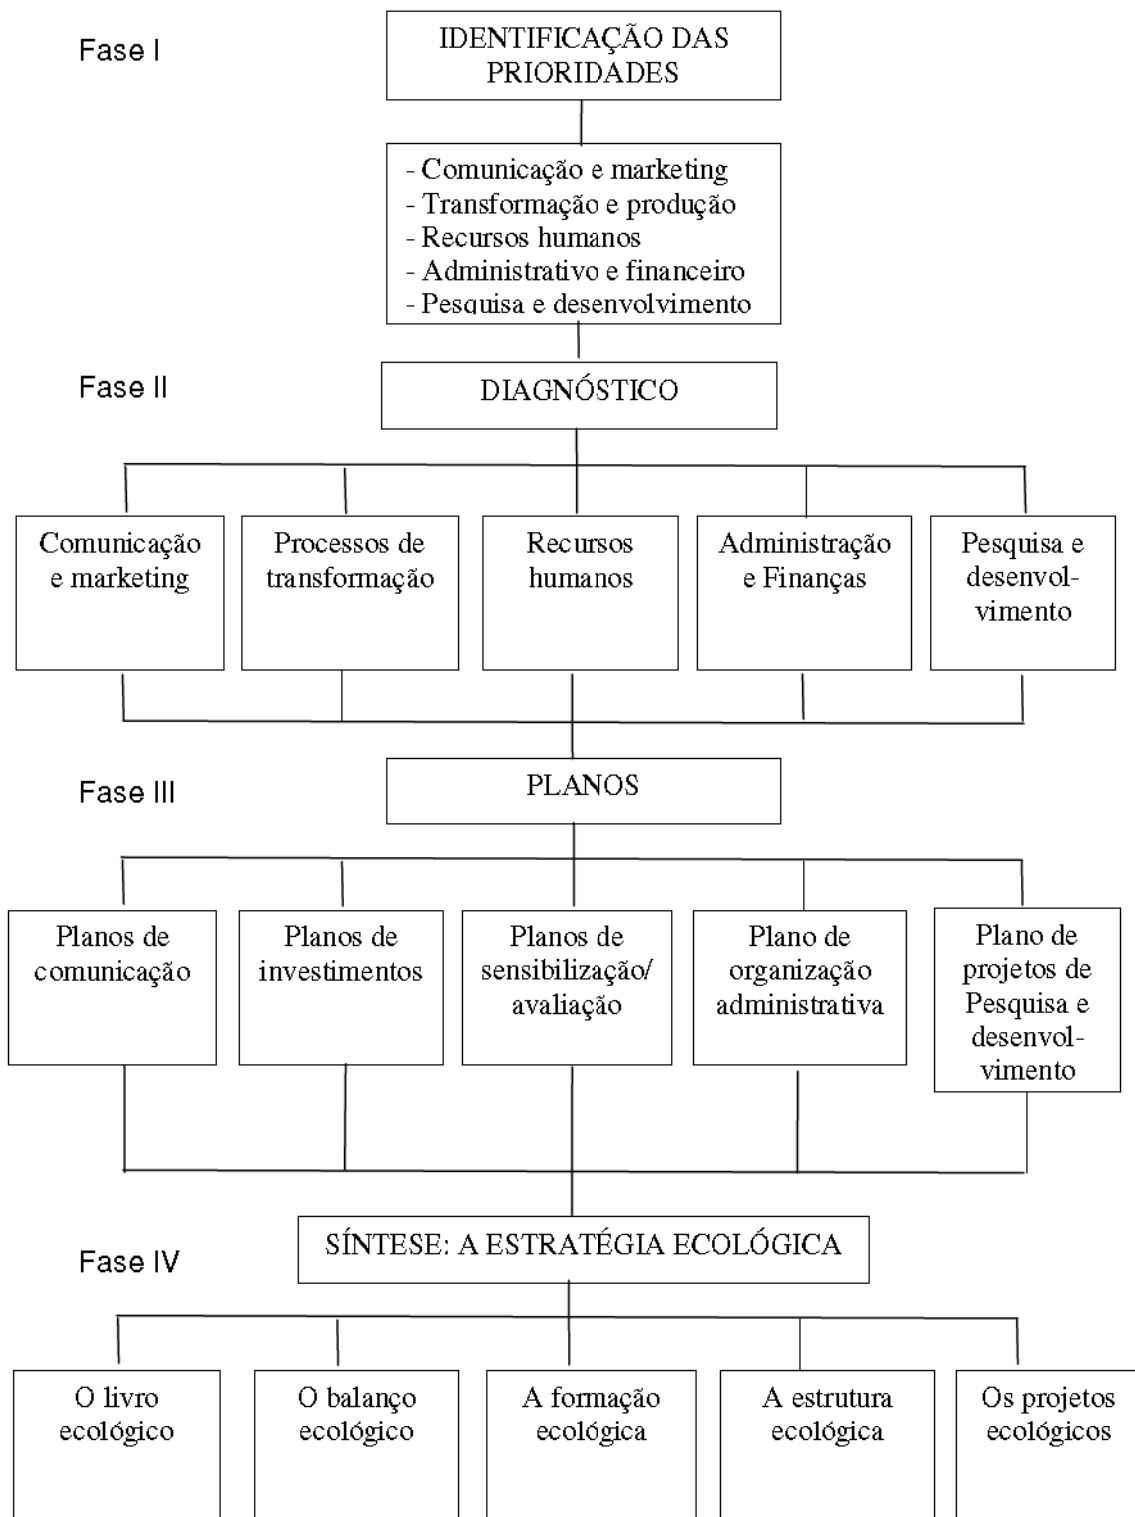 Fase I
IDENTIFICAÇÃO DAS
PRIORIDADES
- Comunicação e marketing
- Transformação e produção
- Recursos humanos
- Administrativo e financeiro
- Pesquisa e desenvolvimento
Fase II
DIAGNÓSTICO
Comunicação
e marketing
Processos de
transformação
Recursos
humanos
Administração
e Finanças
Pesquisa e
desenvol-
vimento
Fase III
PLANOS
Planos de
comunicação
Planos de
investimentos
Planos de
sensibilização/
avaliação
Plano de
organização
administrativa
Plano de
projetos de
Pesquisa e
desenvol-
vimento
Fase IV
SÍNTESE: A ESTRATÉGIA ECOLÓGICA
O livro
ecológico
O balanço
ecológico
A formação
ecológica
A estrutura
ecológica
Os projetos
ecológicos